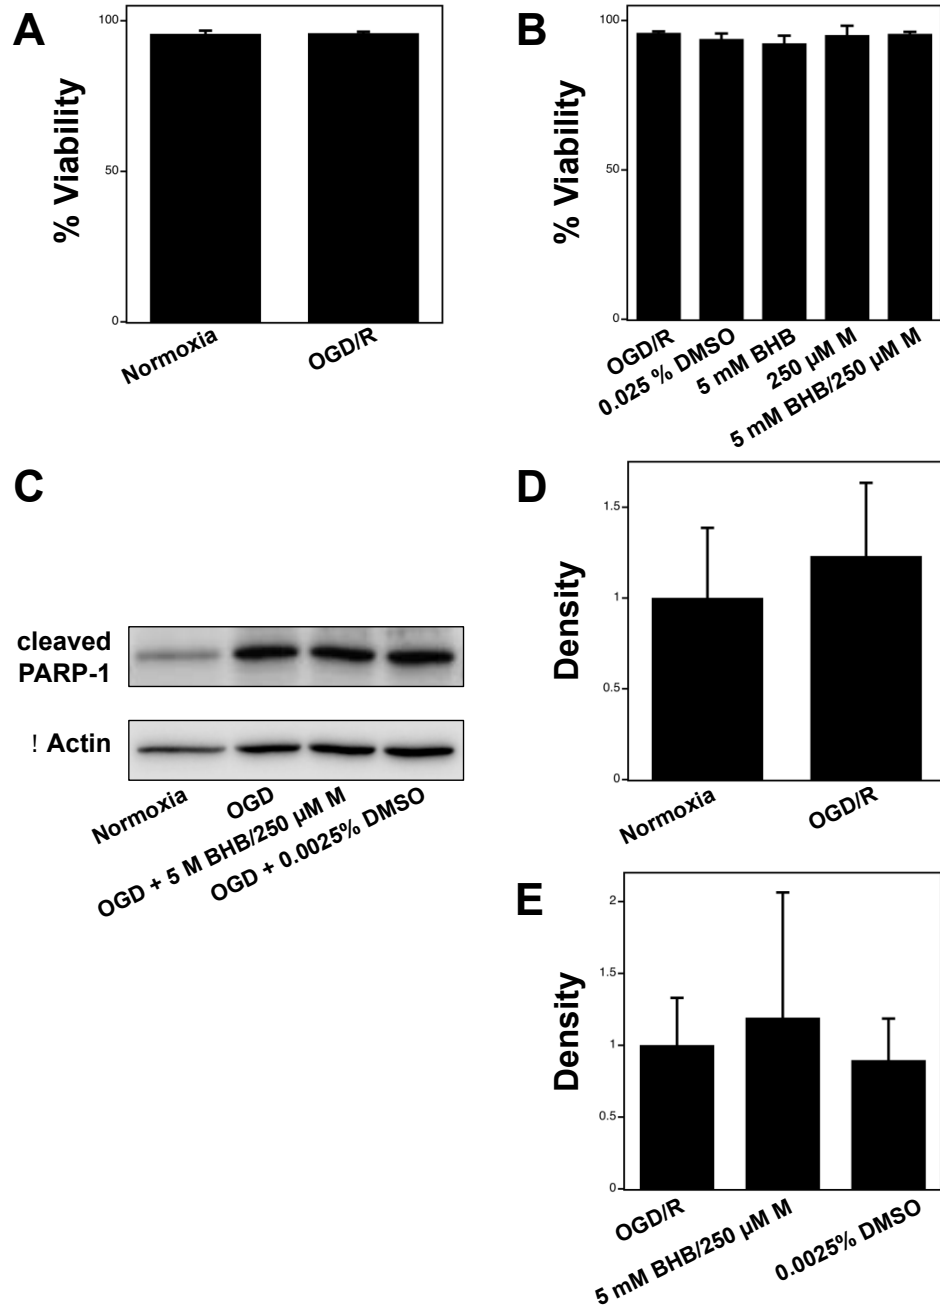 A
% Viability
100
50
0
Normoxia
OGD/R
B
% Viability
100
50
0
OGD/R
0.025 % DMSO
5 mM BHB
250 µM M
5 mM BHB/250 µM M
C
cleaved
PARP-1
! Actin
Normoxia
OGD
OGD + 5 M BHB/250 µM M
OGD + 0.0025% DMSO
D
Density
1.5
1
0.5
0
Normoxia
OGD/R
E
Density
2
1.5
1
0.5
0
OGD/R
5 mM BHB/250 µM M
0.0025% DMSO